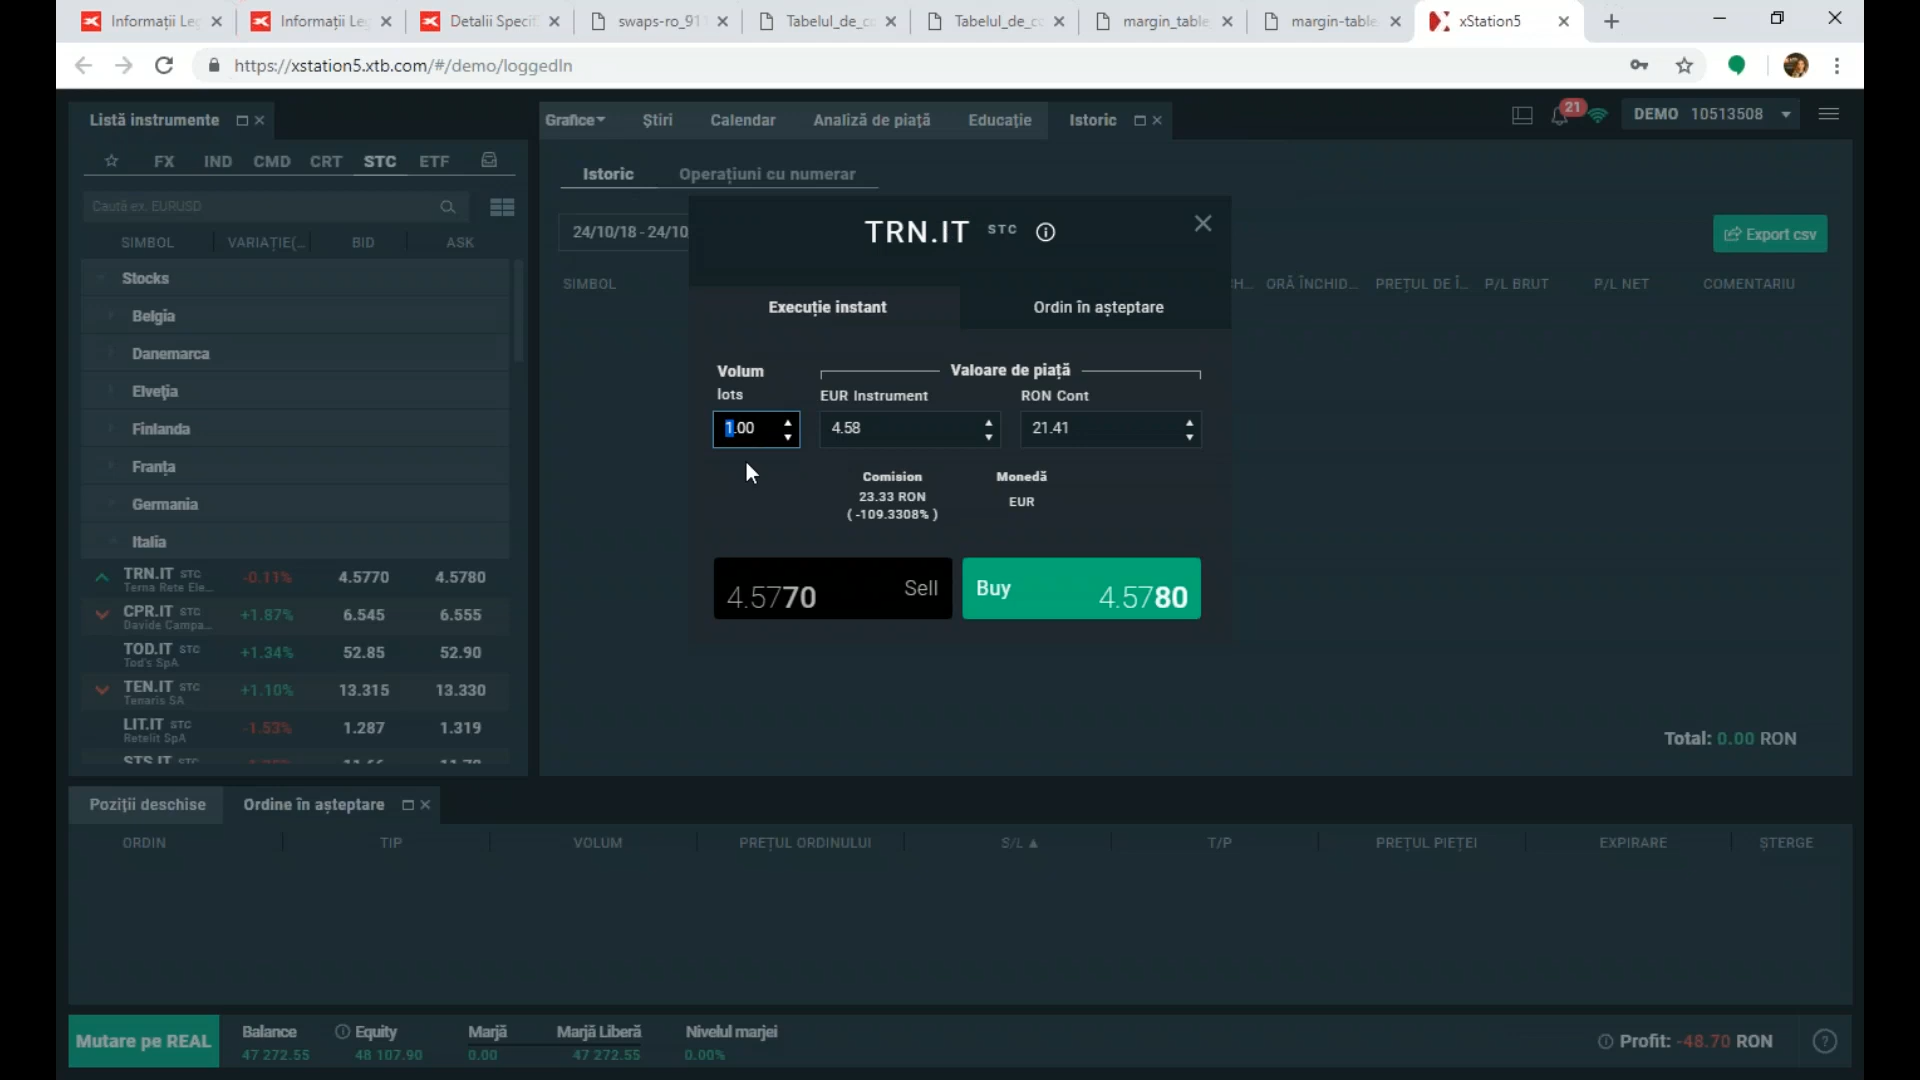 Informații Leg
Informații Leg
Detalii Specifi
swaps-ro_911
Tabelul_de_co
Tabelul_de_co
margin_table
margin-table
xStation5
https://xstation5.xtb.com/#/demo/loggedIn
Listă instrumente
Grafice
Știri
Calendar
Analiză de piață
Educație
Istoric
21
DEMO 10513508
FX IND CMD CRT STC ETF
Istoric
Operațiuni cu numerar
Caută ex. EURUSD
SIMBOL VARIAȚIE(... BID ASK
24/10/18 - 24/10
Export csv
SIMBOL
ORĂ ÎNCHID... PREȚUL DE Î... P/L BRUT P/L NET COMENTARIU
Stocks
Belgia
Danemarca
Elveția
Finlanda
Franța
Germania
Italia
TRN.IT STC -0.11% 4.5770 4.5780
Terna Rete Ele...
CPR.IT STC +1.87% 6.545 6.555
Davide Campa...
TOD.IT STC +1.34% 52.85 52.90
Tod's SpA
TEN.IT STC +1.10% 13.315 13.330
Tenaris SA
LIT.IT STC -1.53% 1.287 1.319
Retelit SpA
STS.IT STC
TRN.IT STC
Execuție instant
Ordin în așteptare
Volum
Valoare de piață
lots
EUR Instrument
RON Cont
1.00
4.58
21.41
Comision
Monedă
23.33 RON
EUR
( -109.3308% )
4.5770 Sell
Buy 4.5780
Total: 0.00 RON
Poziții deschise
Ordine în așteptare
ORDIN TIP VOLUM PREȚUL ORDINULUI S/L ▲ T/P PREȚUL PIEȚEI EXPIRARE ȘTERGE
Mutare pe REAL
Balance Equity Marjă Marjă Liberă Nivelul marjei
47 272.55 48 107.90 0.00 47 272.55 0.00%
Profit: -48.70 RON